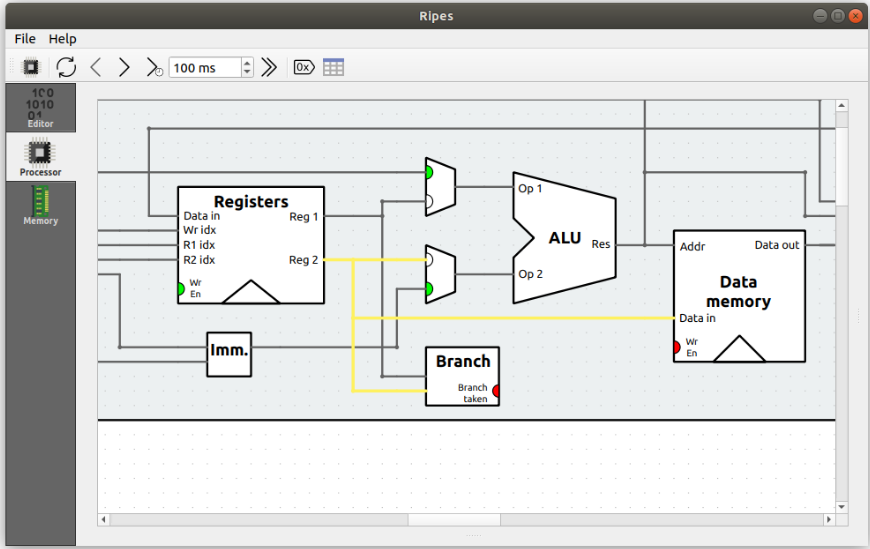 Ripes
File Help
100 ms
0x
1010
Editor
Processor
Memory
Registers
Data in
Wr idx
R1 idx
R2 idx
Wr
En
Reg 1
Reg 2
Imm.
Op 1
ALU
Res
Op 2
Branch
Branch
taken
Addr
Data out
Data
memory
Data in
Wr
En